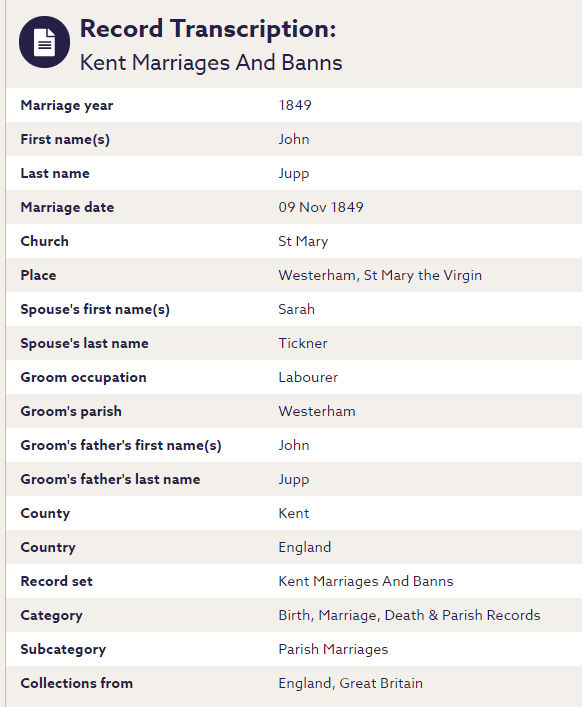 Record Transcription:
Kent Marriages And Banns
Marriage year 1849
First name(s) John
Last name Jupp
Marriage date 09 Nov 1849
Church St Mary
Place Westerham, St Mary the Virgin
Spouse's first name(s) Sarah
Spouse's last name Tickner
Groom occupation Labourer
Groom's parish Westerham
Groom's father's first name(s) John
Groom's father's last name Jupp
County Kent
Country England
Record set Kent Marriages And Banns
Category Birth, Marriage, Death & Parish Records
Subcategory Parish Marriages
Collections from England, Great Britain